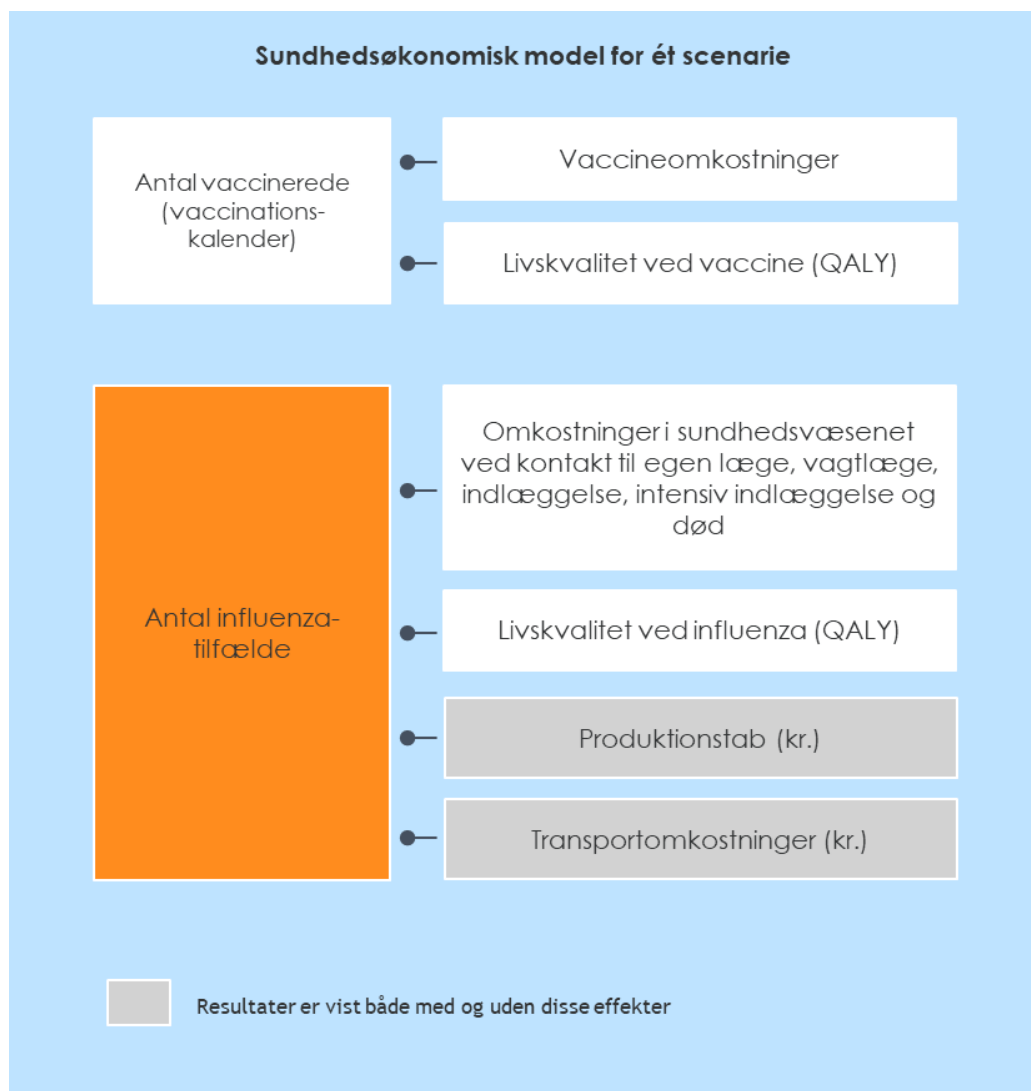 Sundhedsøkonomisk model for ét scenarie
Antal vaccinerede
(vaccinations-
kalender)
Vaccineomkostninger
Livskvalitet ved vaccine (QALY)
Antal influenza-
tilfælde
Omkostninger i sundhedsvæsenet
ved kontakt til egen læge, vagtlæge,
indlæggelse, intensiv indlæggelse og
død
Livskvalitet ved influenza (QALY)
Produktionstab (kr.)
Transportomkostninger (kr.)
Resultater er vist både med og uden disse effekter